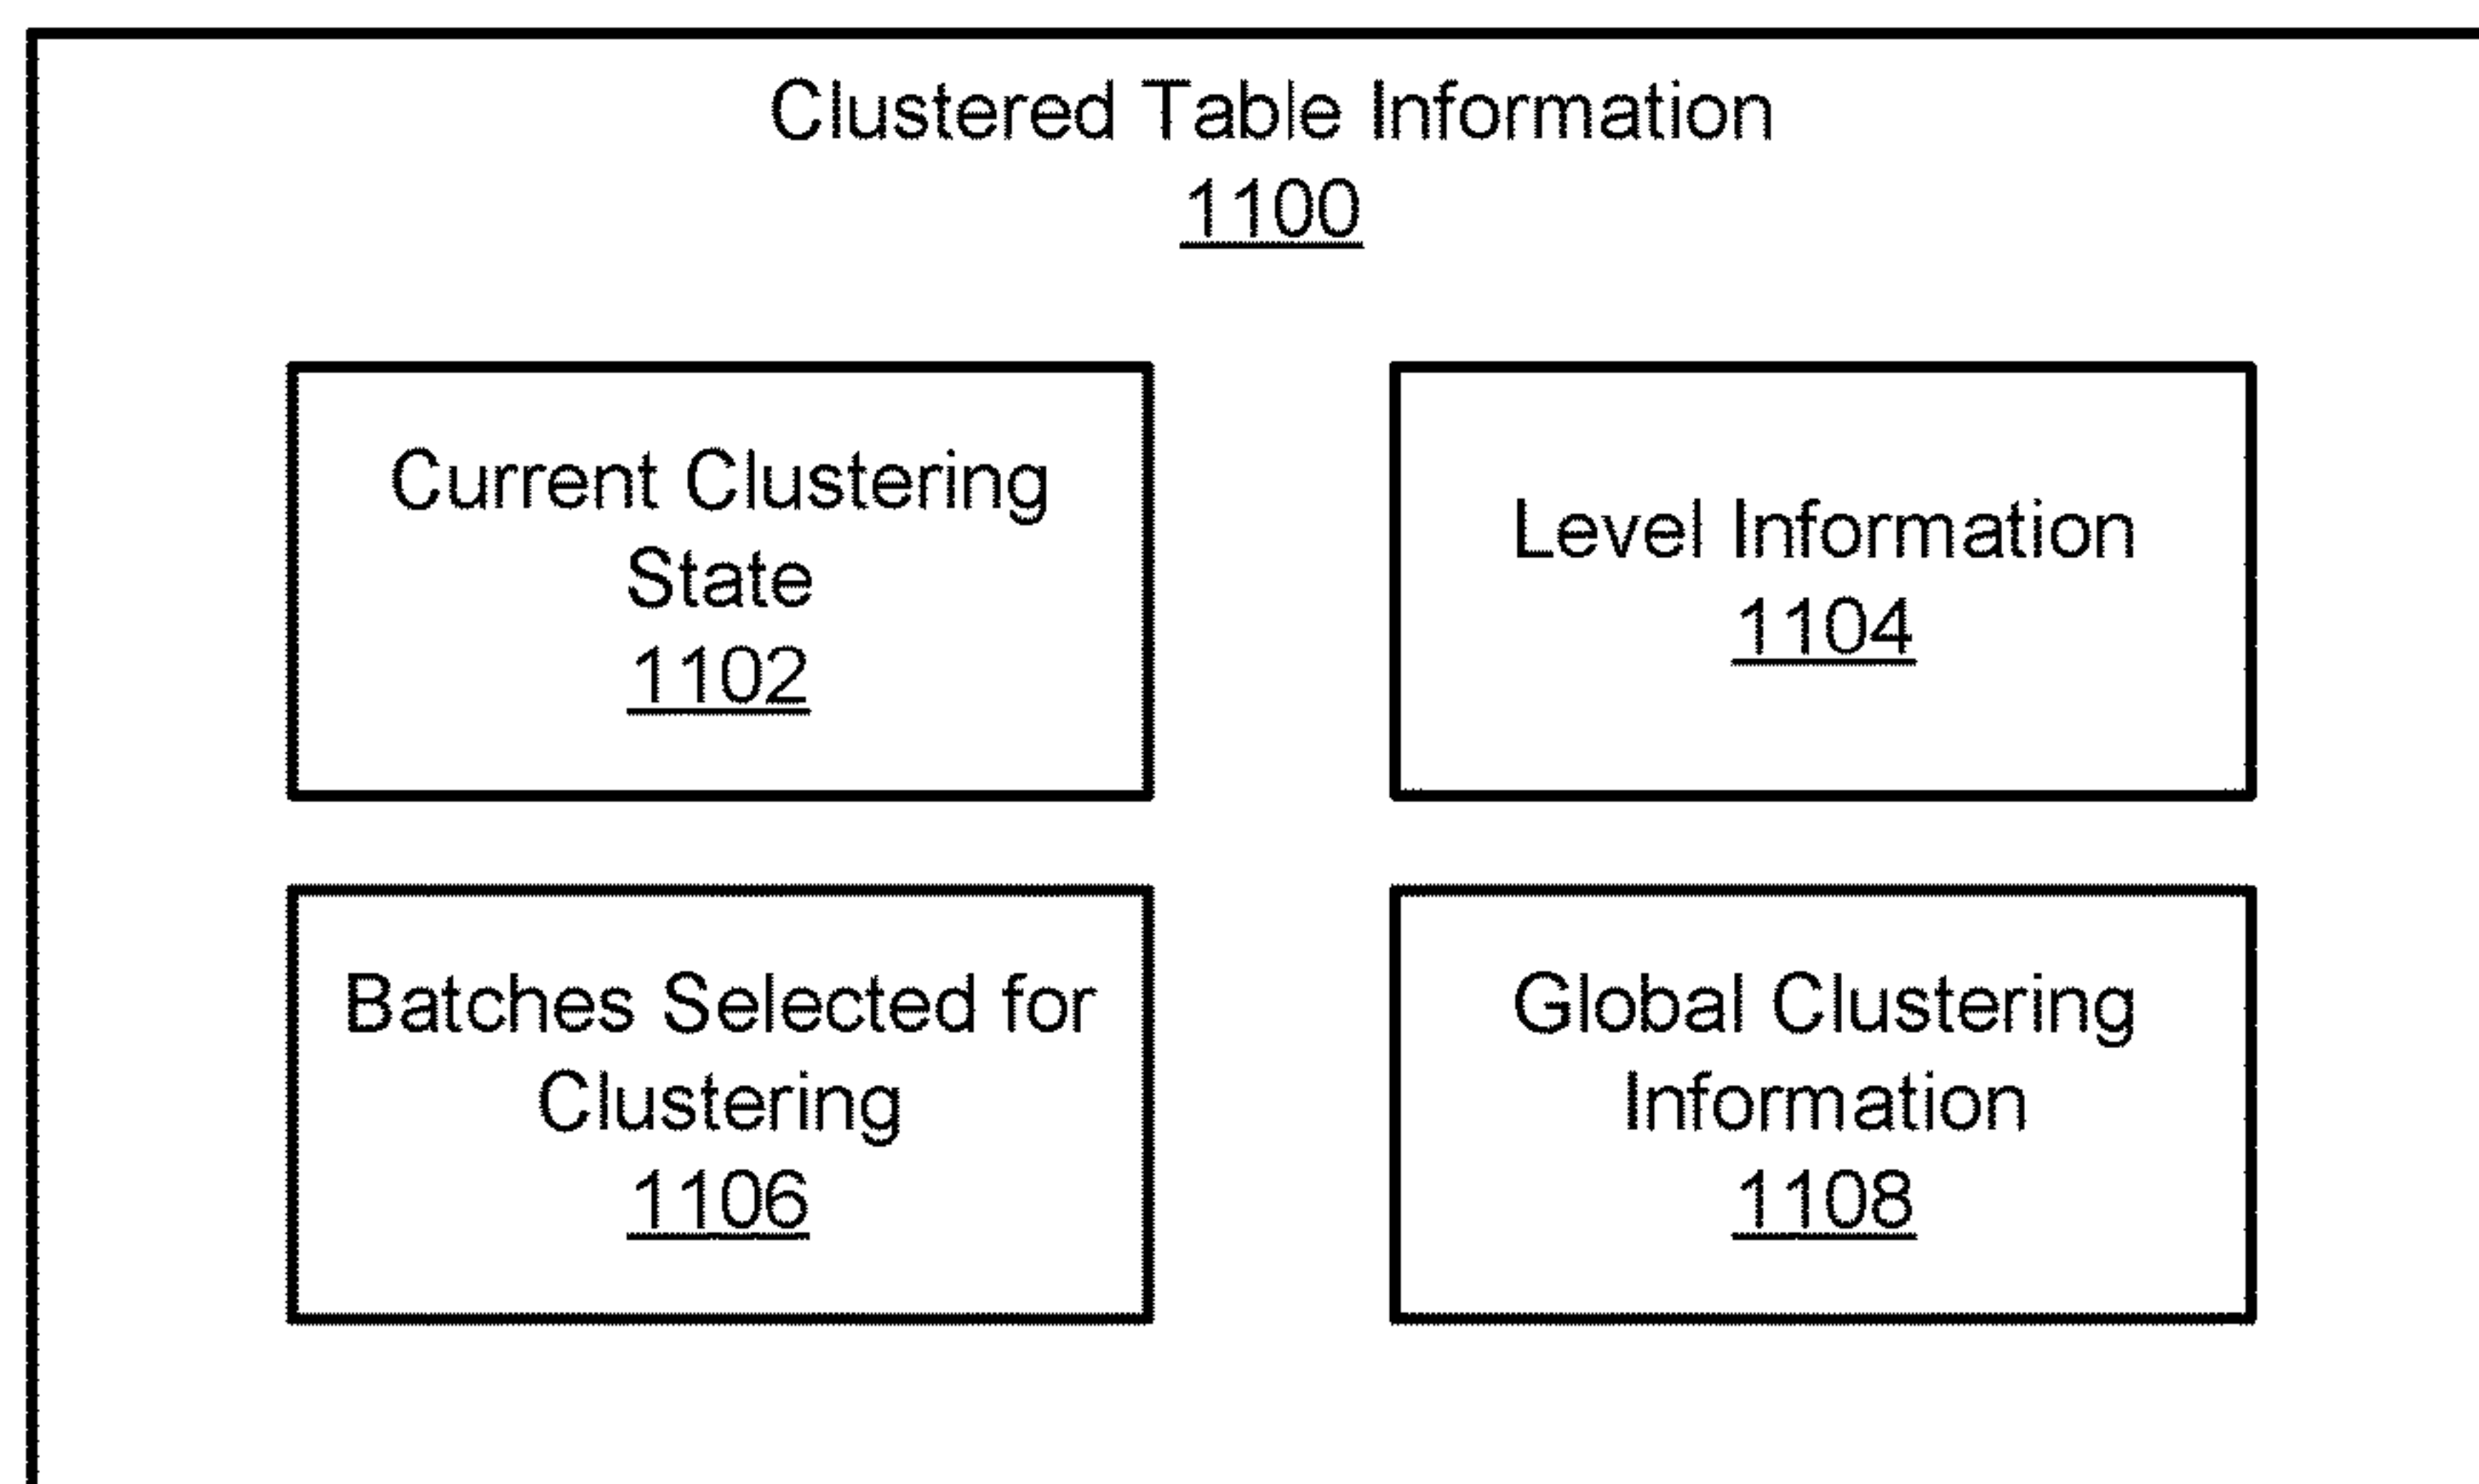 Clustered Table Information
1100
Current Clustering
State
1102
Level Information
1104
Batches Selected for
Clustering
1106
Global Clustering
Information
1108